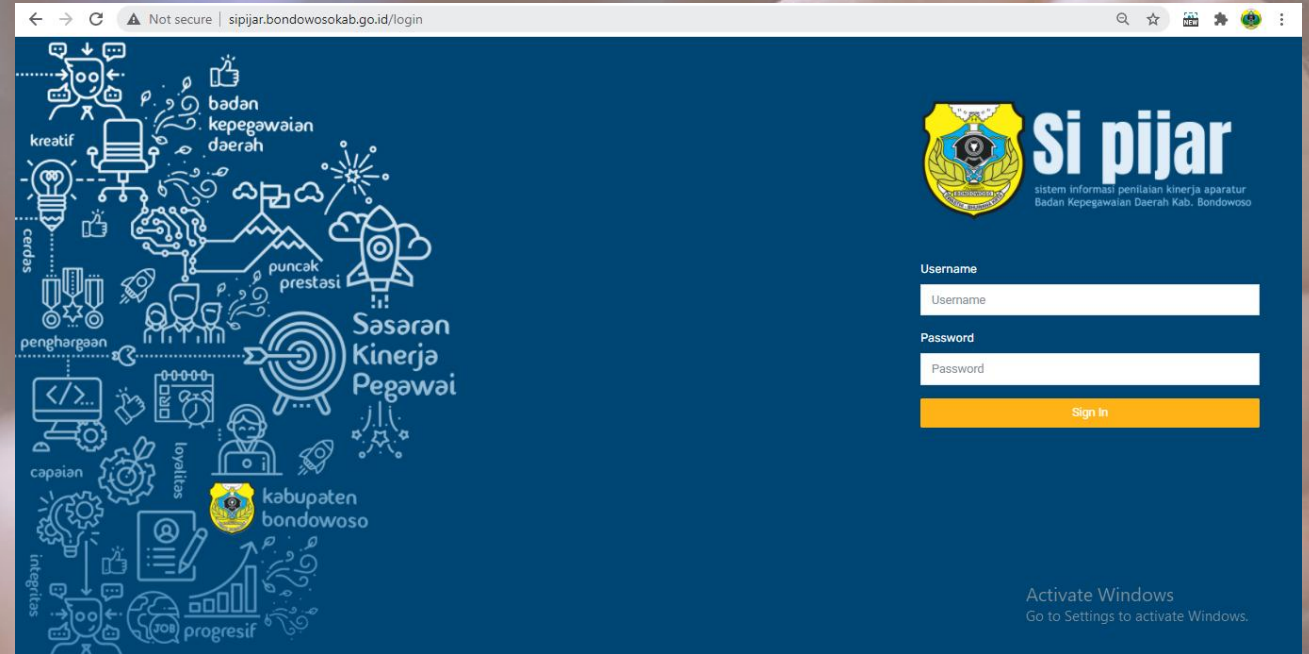 Not secure | sipijar.bondowosokab.go.id/login
NEW
badan
kepegawaian
daerah
kreatif
cerdas
puncak
prestasi
penghargaan
Sasaran
Kinerja
Pegawai
</>...
capaian
loyalitas
kabupaten
bondowoso
integritas
JOB
progresif
Si pijar
sistem informasi penilaian kinerja aparatur
Badan Kepegawaian Daerah Kab. Bondowoso
BONDOWOSO
Username
Username
Password
Password
Sign In
Activate Windows
Go to Settings to activate Windows.